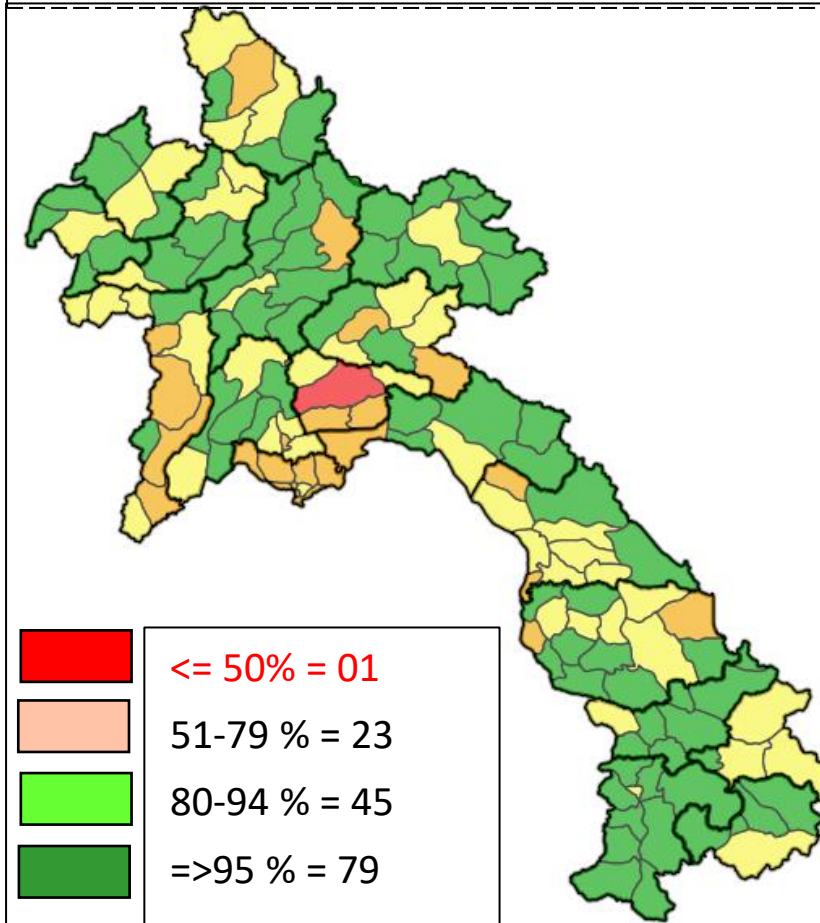 <= 50% = 01
51-79 % = 23
80-94 % = 45
=>95 % = 79